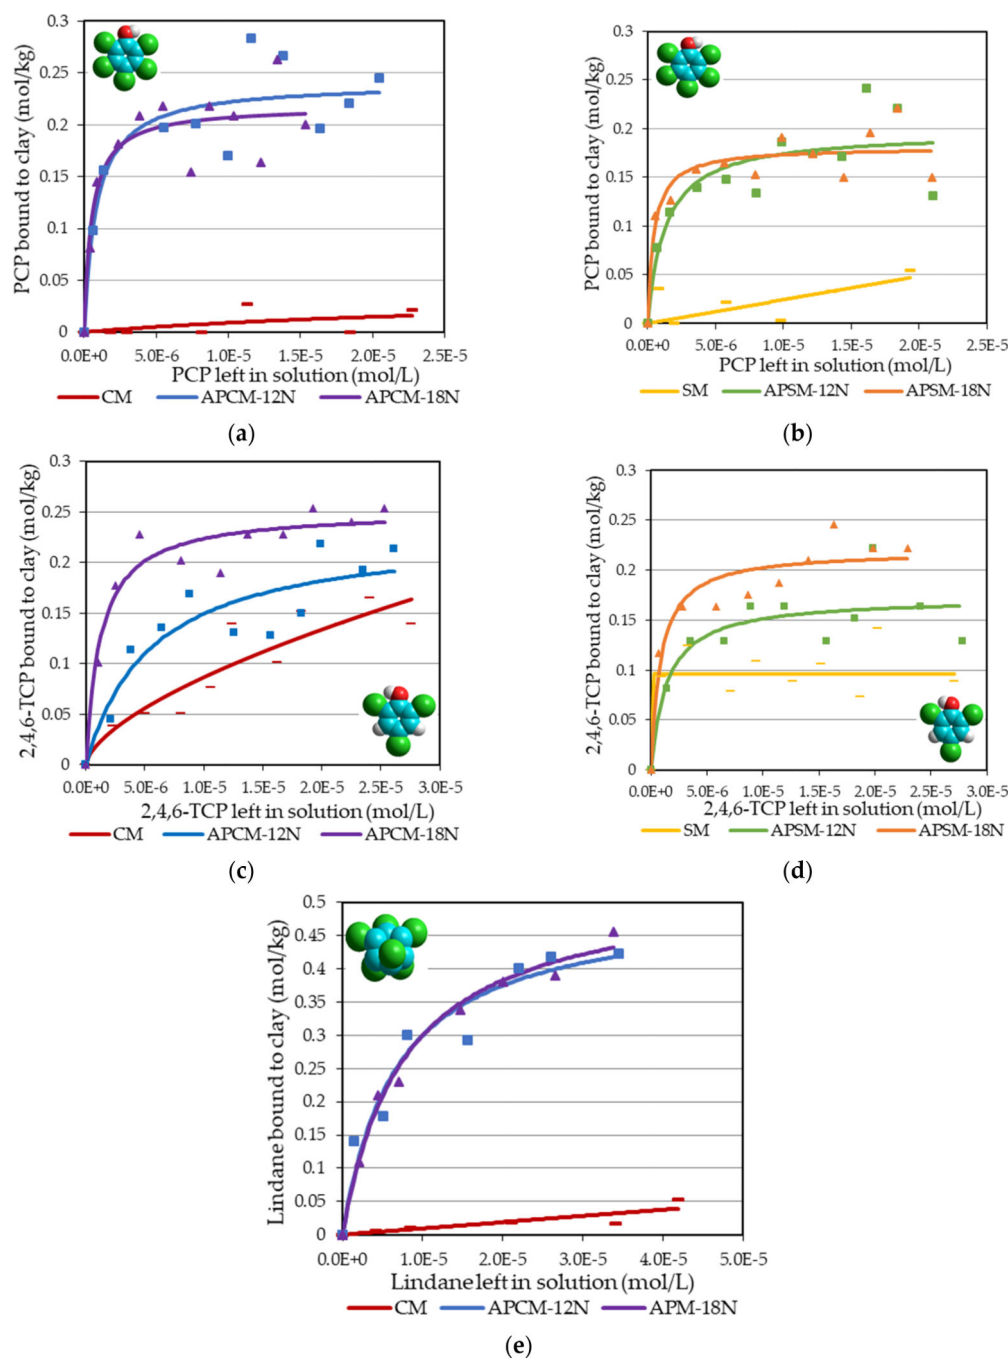 PCP bound to clay (mol/kg)
0.3
0.25
0.2
0.15
0.1
0.05
0
0.0E+0 5.0E-6 1.0E-5 1.5E-5 2.0E-5 2.5E-5
PCP left in solution (mol/L)
CM APCM-12N APCM-18N
(a)
PCP bound to clay (mol/kg)
0.3
0.25
0.2
0.15
0.1
0.05
0
0.0E+0 5.0E-6 1.0E-5 1.5E-5 2.0E-5 2.5E-5
PCP left in solution (mol/L)
SM APSM-12N APSM-18N
(b)
2,4,6-TCP bound to clay (mol/kg)
0.3
0.25
0.2
0.15
0.1
0.05
0
0.0E+0 5.0E-6 1.0E-5 1.5E-5 2.0E-5 2.5E-5 3.0E-5
2,4,6-TCP left in solution (mol/L)
CM APCM-12N APCM-18N
(c)
2,4,6-TCP bound to clay (mol/kg)
0.3
0.25
0.2
0.15
0.1
0.05
0
0.0E+0 5.0E-6 1.0E-5 1.5E-5 2.0E-5 2.5E-5 3.0E-5
2,4,6-TCP left in solution (mol/L)
SM APSM-12N APSM-18N
(d)
Lindane bound to clay (mol/kg)
0.5
0.45
0.4
0.35
0.3
0.25
0.2
0.15
0.1
0.05
0
0.0E+0 1.0E-5 2.0E-5 3.0E-5 4.0E-5 5.0E-5
Lindane left in solution (mol/L)
CM APCM-12N APM-18N
(e)